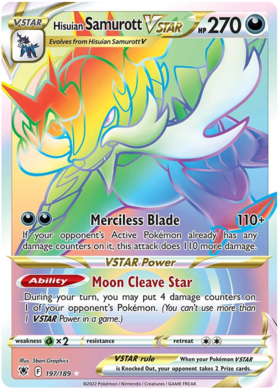 VSTAR Hisuian Samurott VSTAR HP 270
Evolves from Hisuian Samurott V
Merciless Blade 110+
If your opponent's Active Pokémon already has any
damage counters on it, this attack does 110 more damage.
VSTAR Power
Ability Moon Cleave Star
During your turn, you may put 4 damage counters on
1 of your opponent's Pokémon. (You can't use more than
1 VSTAR Power in a game.)
weakness ×2 resistance retreat
Illus. 5ban Graphics
VSTAR rule When your Pokémon VSTAR
is Knocked Out, your opponent takes 2 Prize cards.
F 197/189
©2022 Pokémon / Nintendo / Creatures / GAME FREAK